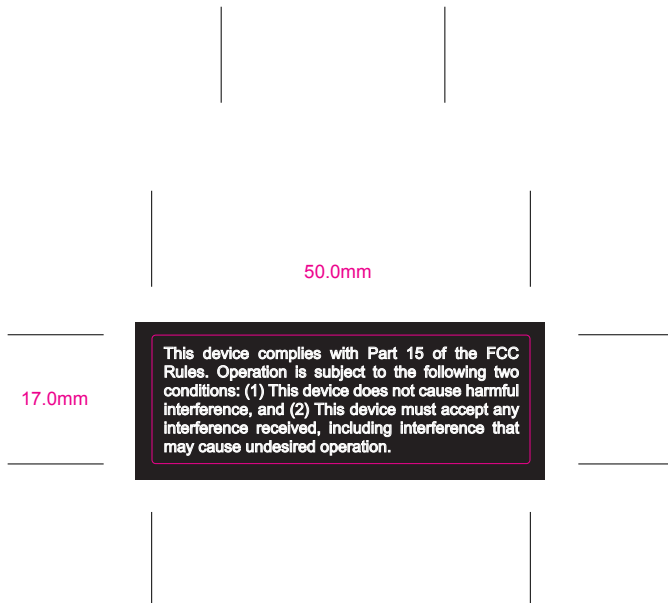 50.0mm
17.0mm
This device complies with Part 15 of the FCC
Rules. Operation is subject to the following two
conditions: (1) This device does not cause harmful
interference, and (2) This device must accept any
interference received, including interference that
may cause undesired operation.